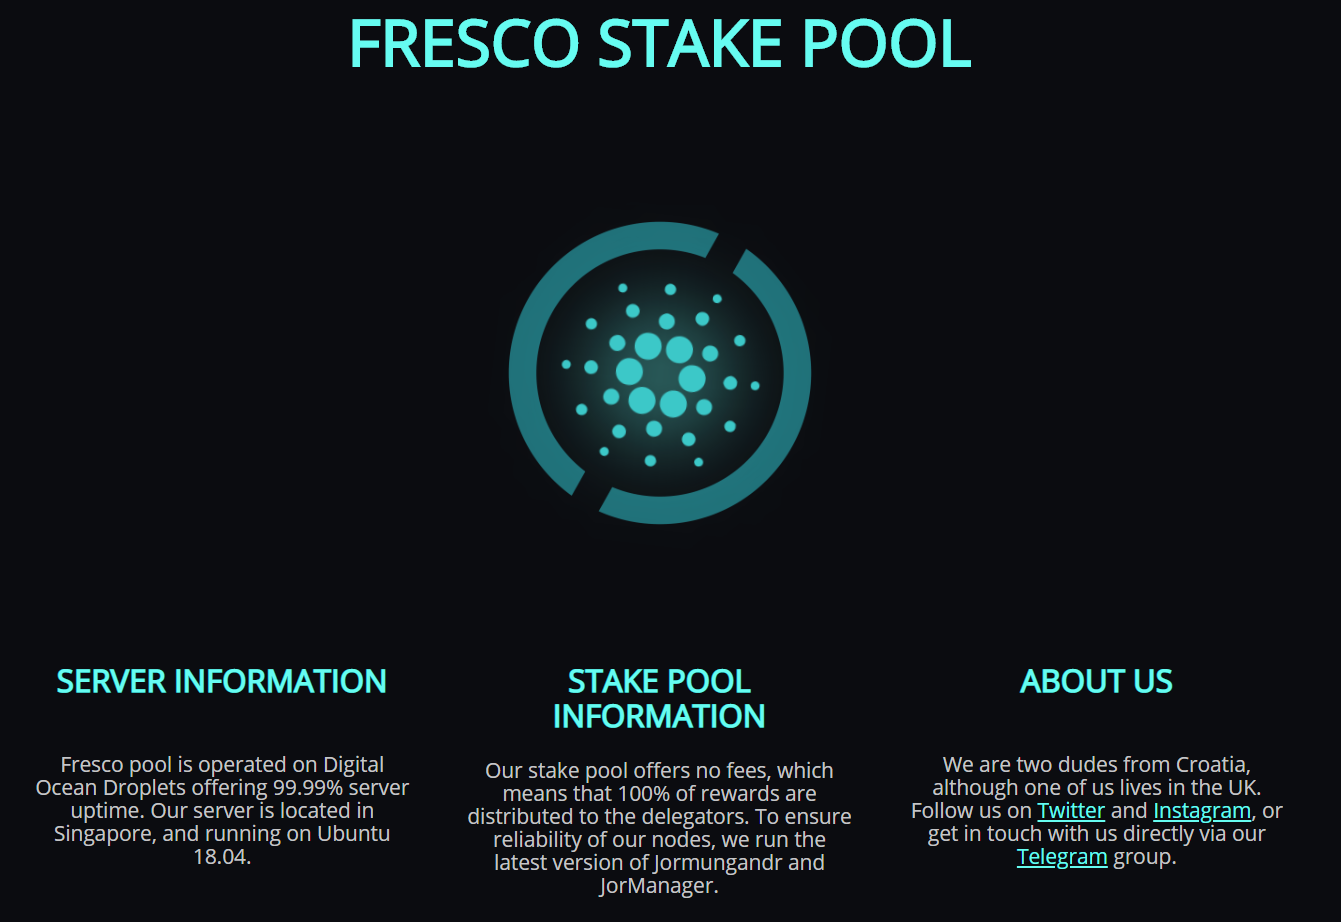 FRESCO STAKE POOL
SERVER INFORMATION
Fresco pool is operated on Digital
Ocean Droplets offering 99.99% server
uptime. Our server is located in
Singapore, and running on Ubuntu
18.04.
STAKE POOL
INFORMATION
Our stake pool offers no fees, which
means that 100% of rewards are
distributed to the delegators. To ensure
reliability of our nodes, we run the
latest version of Jormungandr and
JorManager.
ABOUT US
We are two dudes from Croatia,
although one of us lives in the UK.
Follow us on Twitter and Instagram, or
get in touch with us directly via our
Telegram group.